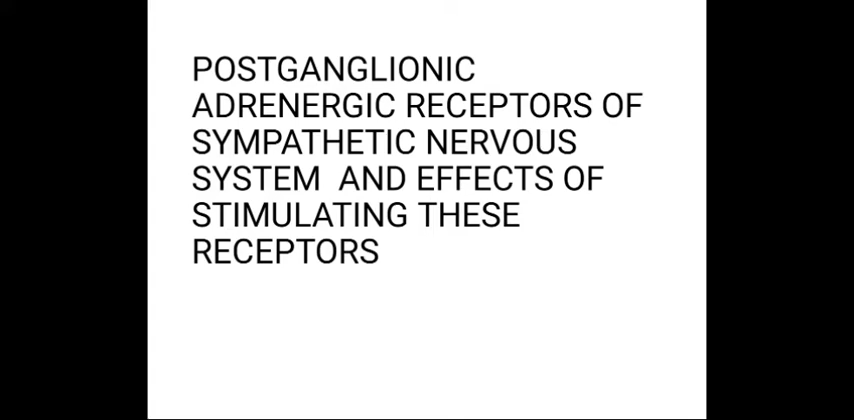 POSTGANGLIONIC
ADRENERGIC RECEPTORS OF
SYMPATHETIC NERVOUS
SYSTEM  AND EFFECTS OF
STIMULATING THESE
RECEPTORS